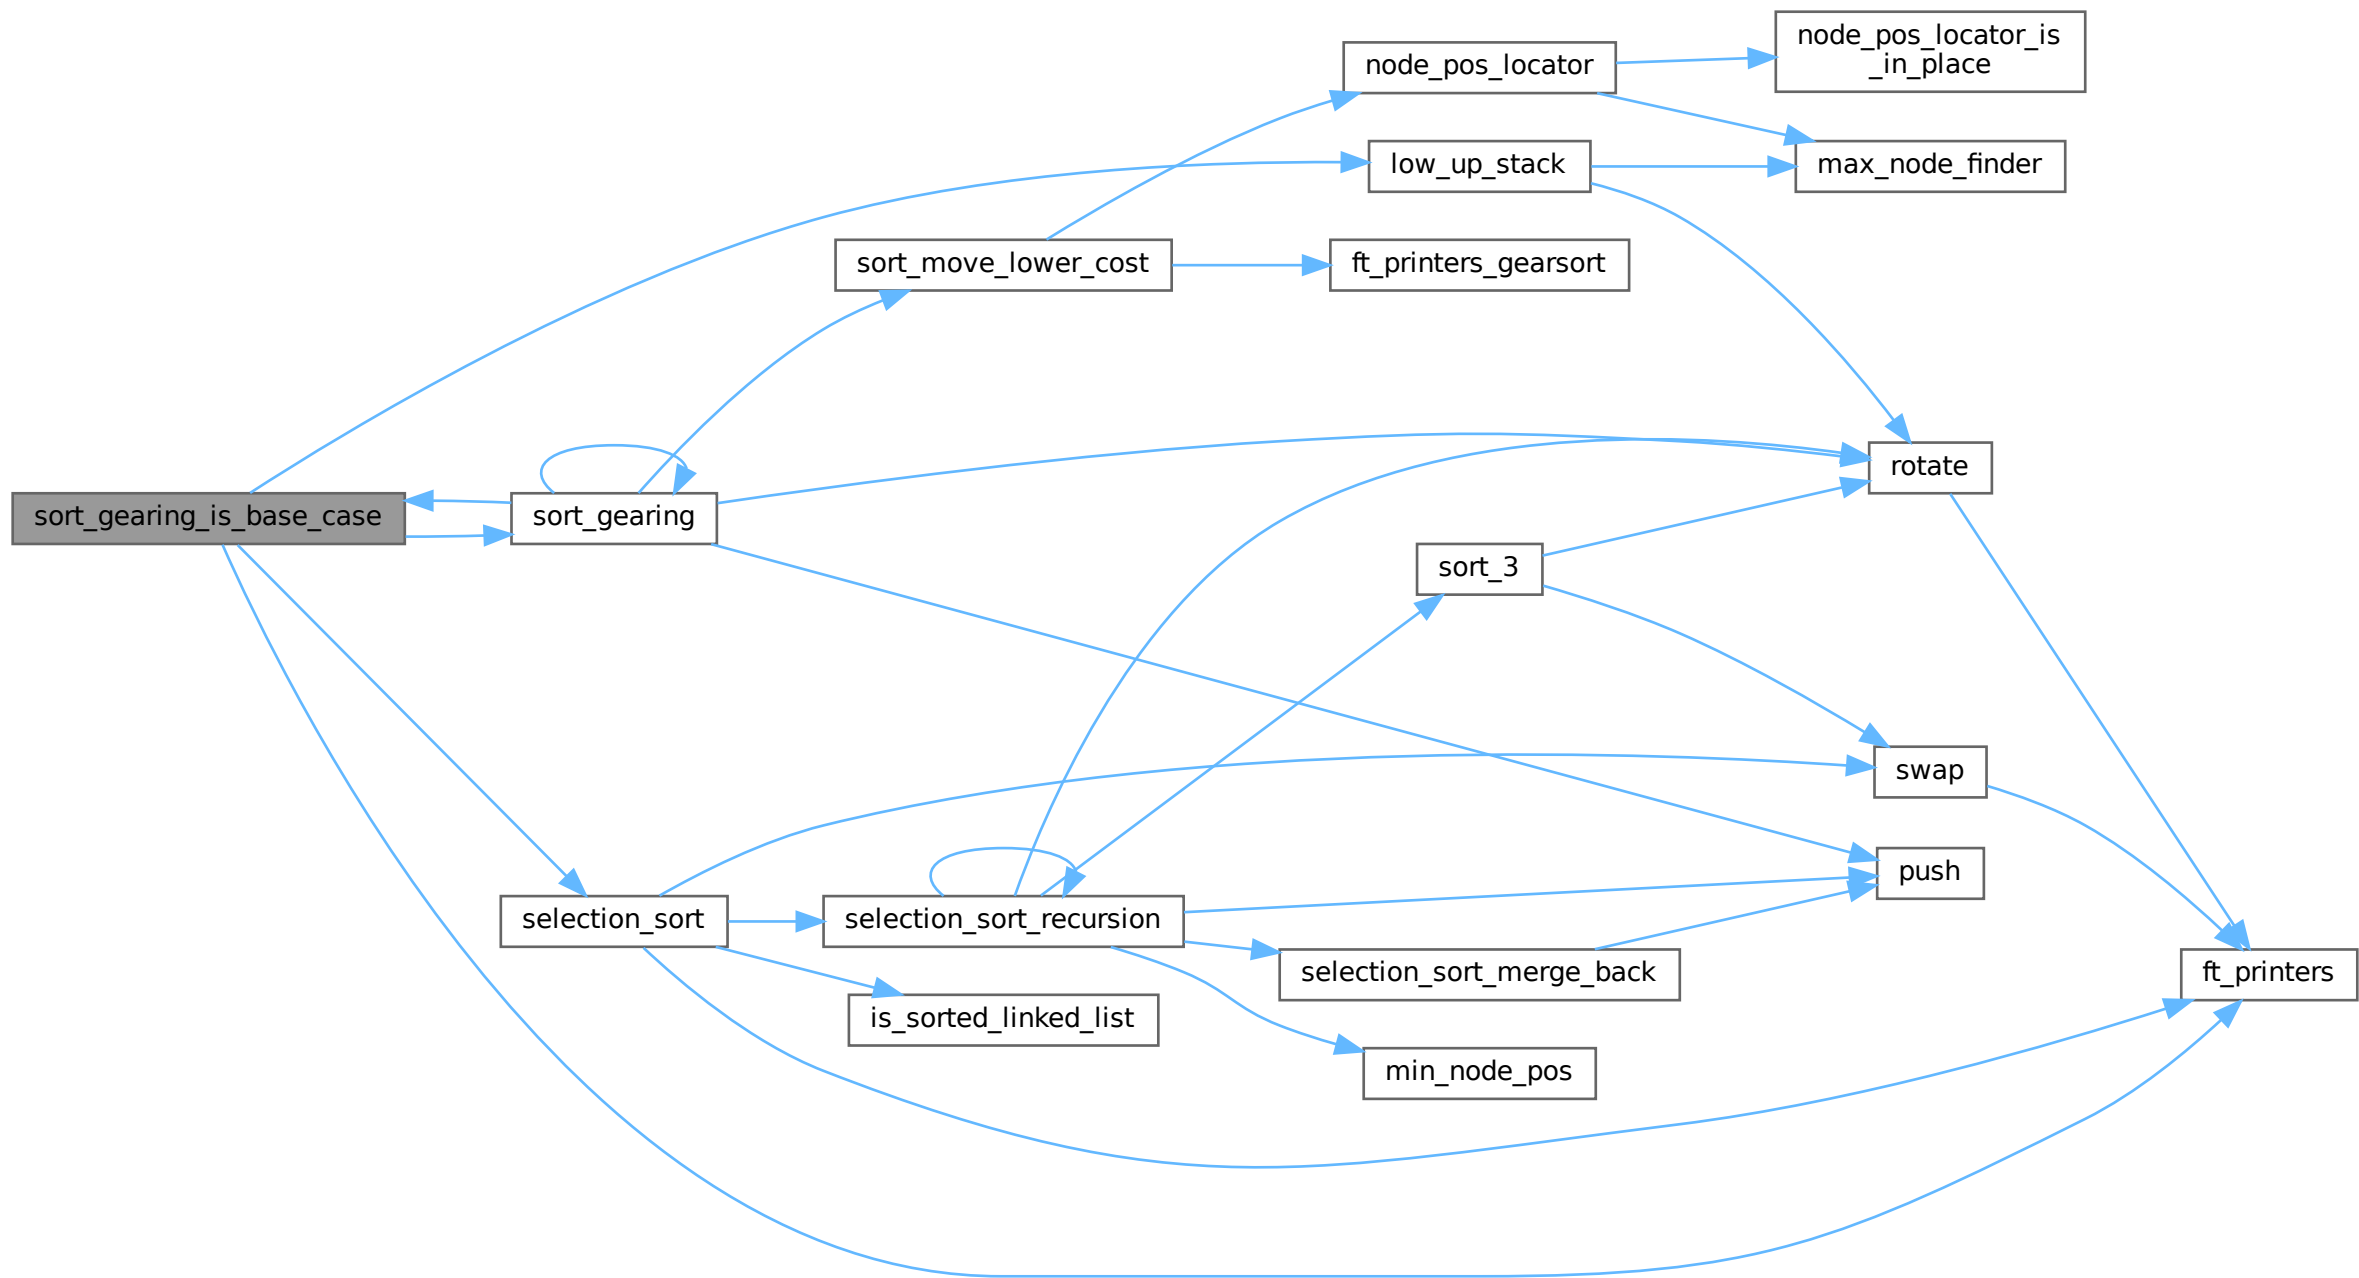 node_pos_locator_is
_in_place
node_pos_locator
low_up_stack
max_node_finder
sort_move_lower_cost
ft_printers_gearsort
rotate
sort_gearing_is_base_case
sort_gearing
sort_3
swap
push
selection_sort
selection_sort_recursion
selection_sort_merge_back
ft_printers
is_sorted_linked_list
min_node_pos